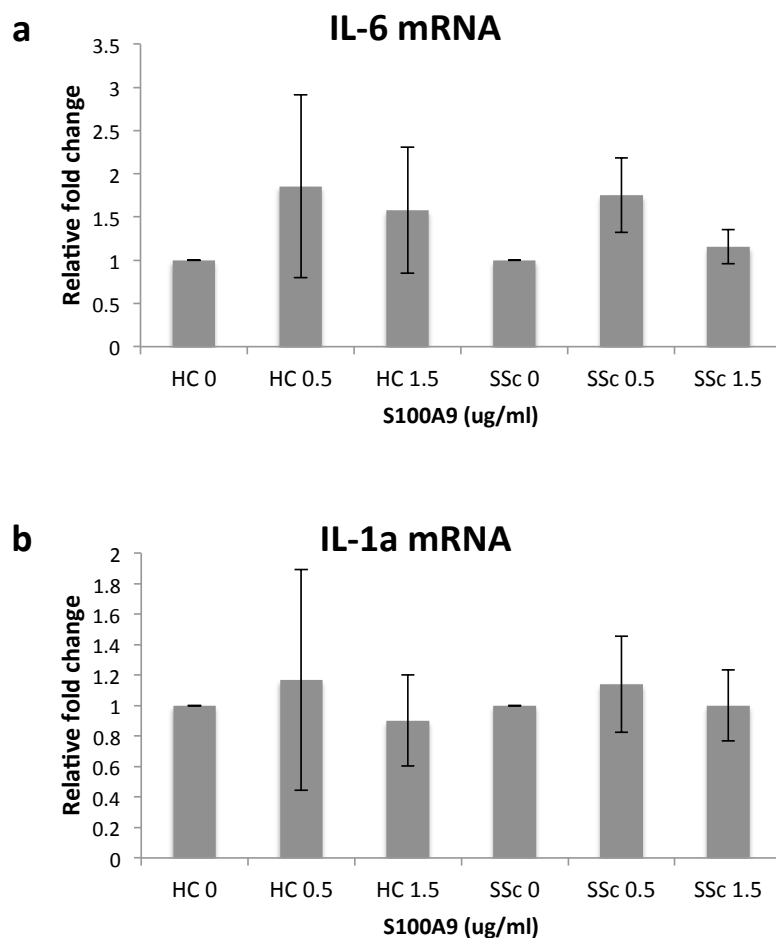 a
IL-6 mRNA
3.5
3
2.5
2
1.5
1
0.5
0
Relative fold change
HC 0 HC 0.5 HC 1.5 SSc 0 SSc 0.5 SSc 1.5
S100A9 (ug/ml)
b
IL-1a mRNA
2
1.8
1.6
1.4
1.2
1
0.8
0.6
0.4
0.2
0
Relative fold change
HC 0 HC 0.5 HC 1.5 SSc 0 SSc 0.5 SSc 1.5
S100A9 (ug/ml)